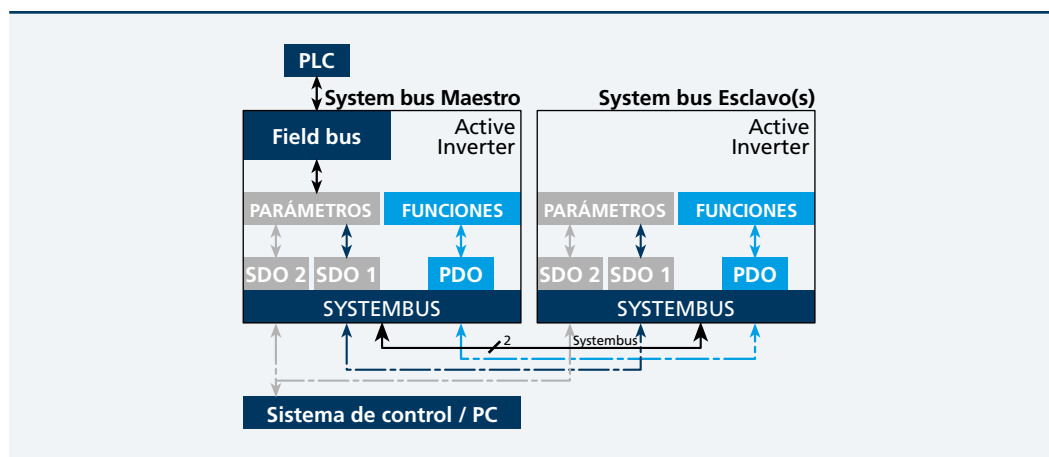 PLC
System bus Maestro
System bus Esclavo(s)
Field bus
Active
Inverter
Active
Inverter
PARÁMETROS
FUNCIONES
PARÁMETROS
FUNCIONES
SDO 2
SDO 1
PDO
SDO 2
SDO 1
PDO
SYSTEMBUS
SYSTEMBUS
2
Systembus
Sistema de control / PC